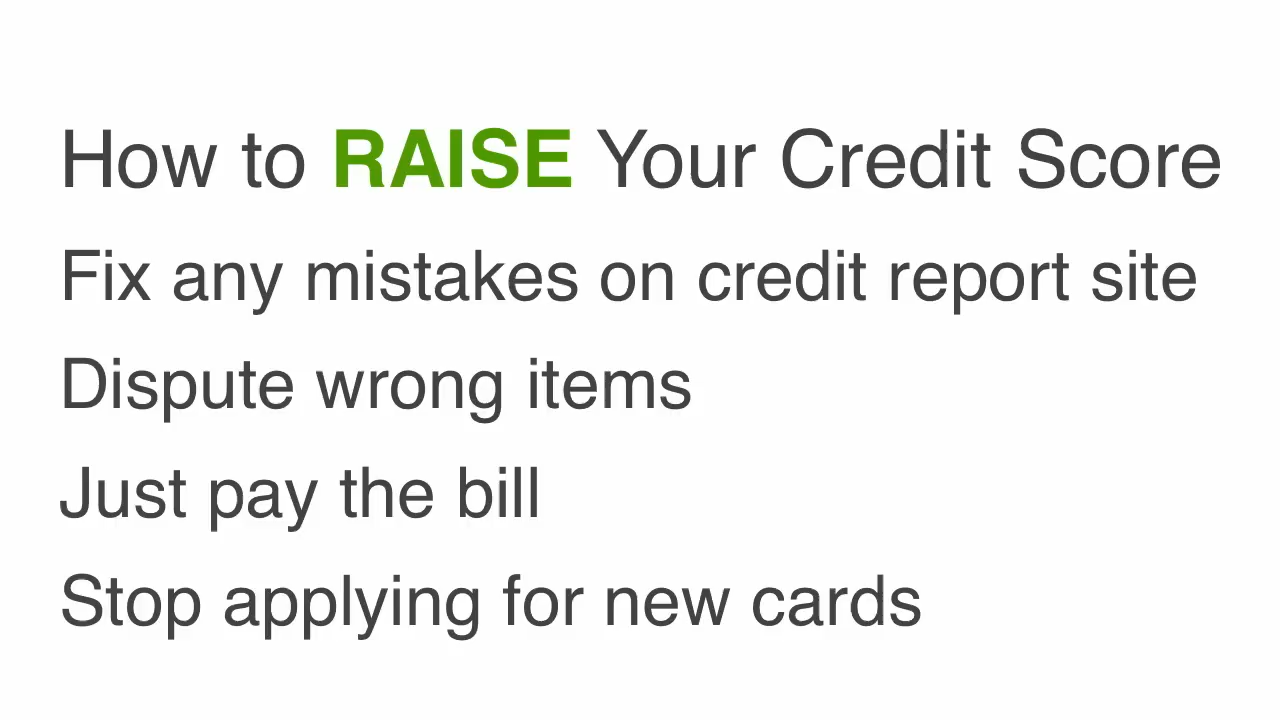 How to RAISE Your Credit Score
Fix any mistakes on credit report site
Dispute wrong items
Just pay the bill
Stop applying for new cards